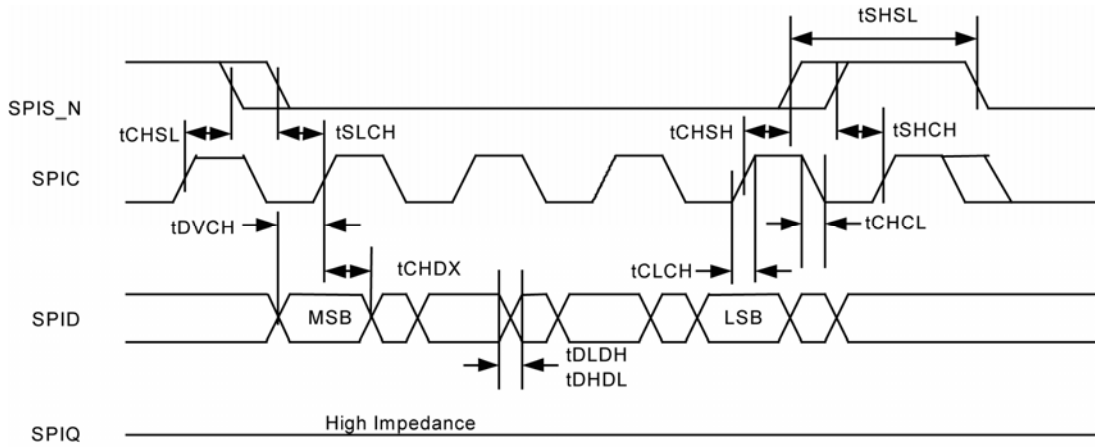 tSHSL
SPIS_N
tCHSL
tSLCH
tCHSH
tSHCH
SPIC
tDVCH
tCHDX
tCLCH
tCHCL
SPID
MSB
LSB
tDLDH
tDHDL
High Impedance
SPIQ